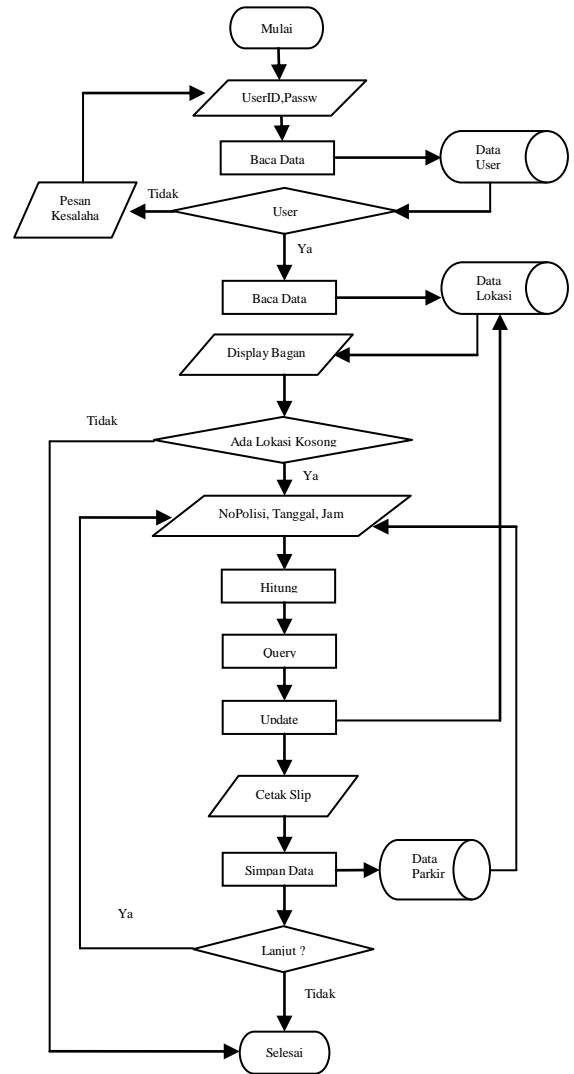 Mulai
UserID,Passw
Baca Data
Data
User
Pesan
Kesalaha
Tidak
User
Ya
Baca Data
Data
Lokasi
Display Bagan
Tidak
Ada Lokasi Kosong
Ya
NoPolisi, Tanggal, Jam
Hitung
Query
Update
Cetak Slip
Simpan Data
Data
Parkir
Ya
Lanjut ?
Tidak
Selesai